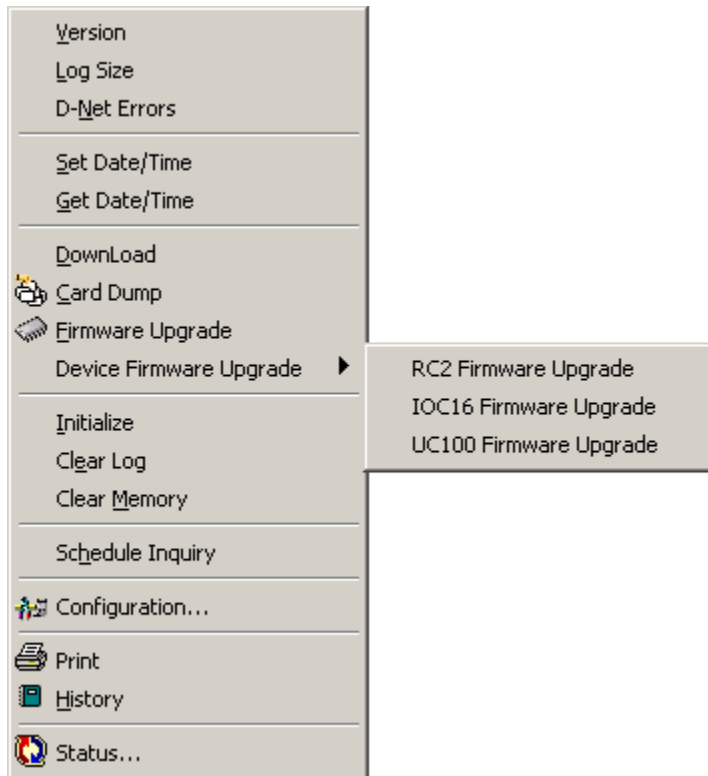 Version
Log Size
D-Net Errors
Set Date/Time
Get Date/Time
DownLoad
Card Dump
Firmware Upgrade
Device Firmware Upgrade
RC2 Firmware Upgrade
IOC16 Firmware Upgrade
UC100 Firmware Upgrade
Initialize
Clear Log
Clear Memory
Schedule Inquiry
Configuration...
Print
History
Status...